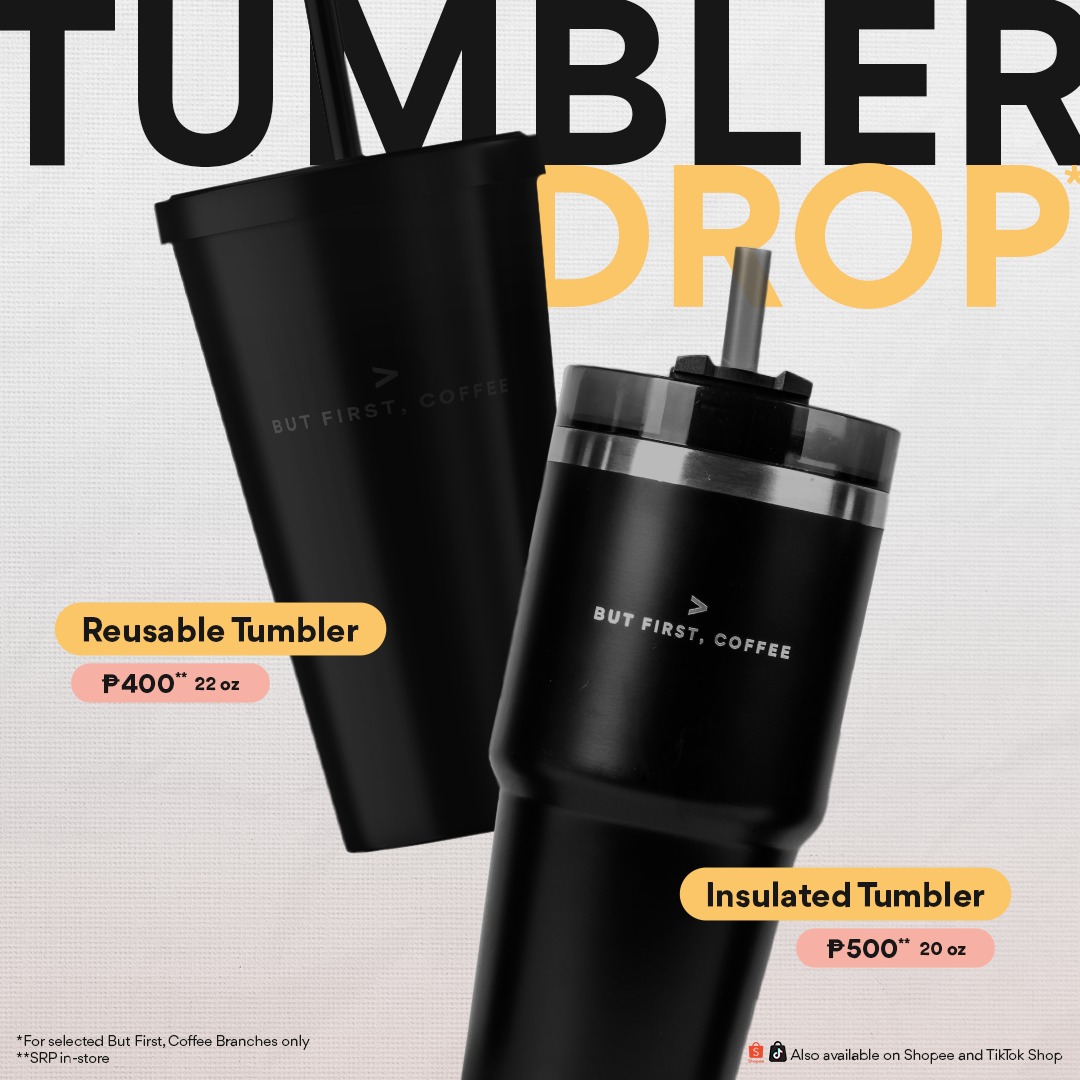 TUMBLER
DROP*
>
BUT FIRST, COFFEE
>
BUT FIRST, COFFEE
Reusable Tumbler
₱400** 22 oz
Insulated Tumbler
₱500** 20 oz
*For selected But First, Coffee Branches only
**SRP in-store
Shopee
Also available on Shopee and TikTok Shop